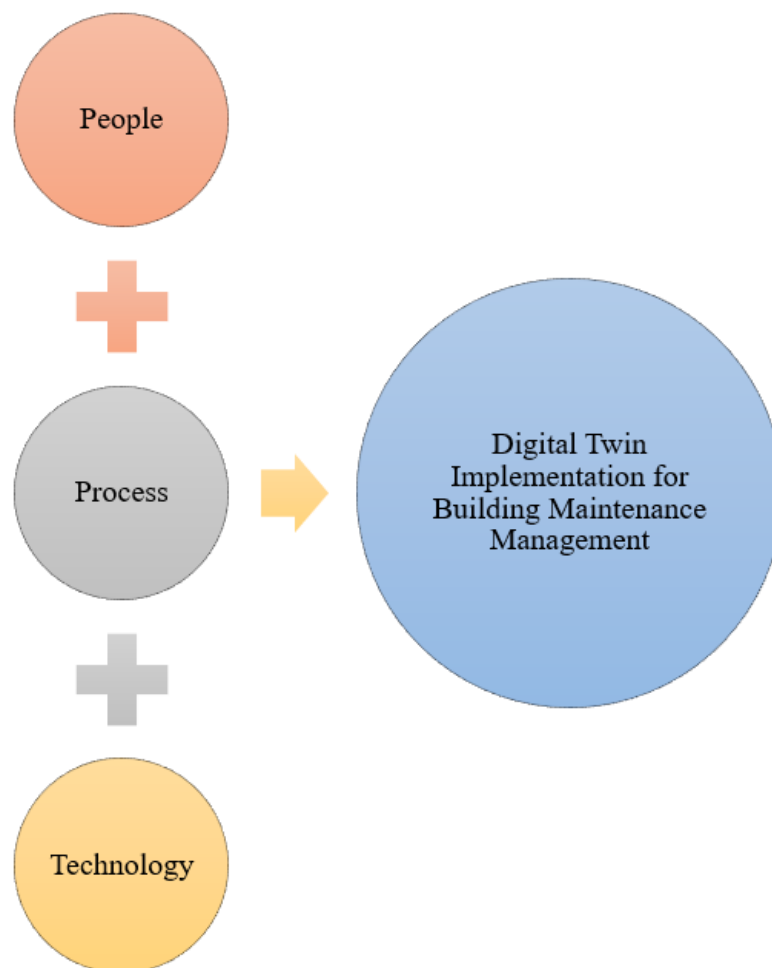 People
Process
Digital Twin
Implementation for
Building Maintenance
Management
Technology